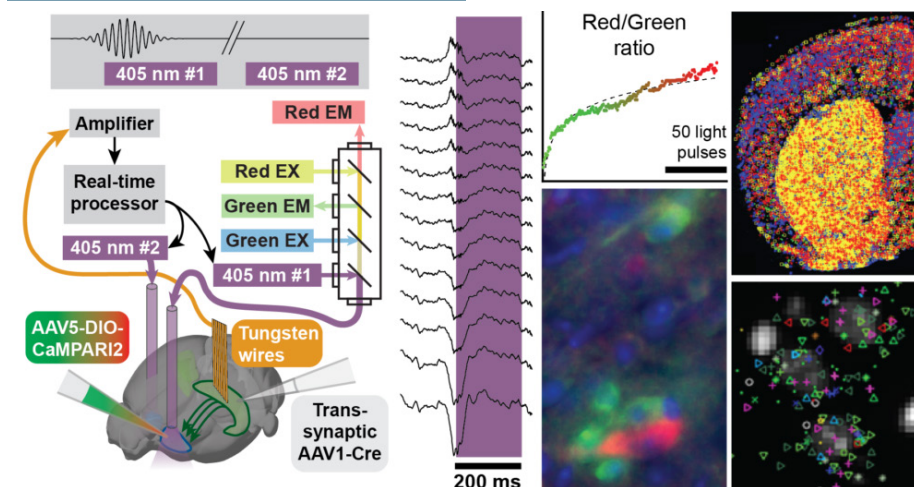 405 nm #1
405 nm #2
Amplifier
Real-time
processor
405 nm #2
Red EM
Red EX
Green EM
Green EX
405 nm #1
AAV5-DIO-
CaMPARI2
Tungsten
wires
Trans-
synaptic
AAV1-Cre
200 ms
Red/Green
ratio
50 light
pulses